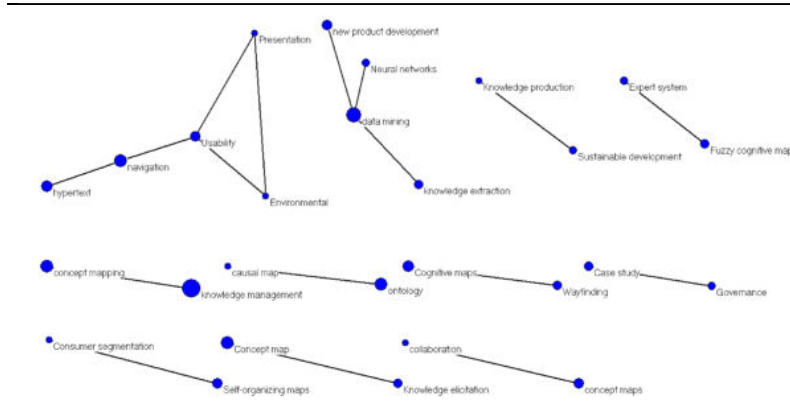 Presentation
new product development
Neural networks
Knowledge production
Expert system
data mining
Usability
Sustainable development
Fuzzy cognitive map
navigation
hypertext
Environmental
knowledge extraction
concept mapping
causal map
Cognitive maps
Case study
knowledge management
ontology
Wayfinding
Governance
Consumer segmentation
Concept map
collaboration
Self-organizing maps
Knowledge elicitation
concept maps